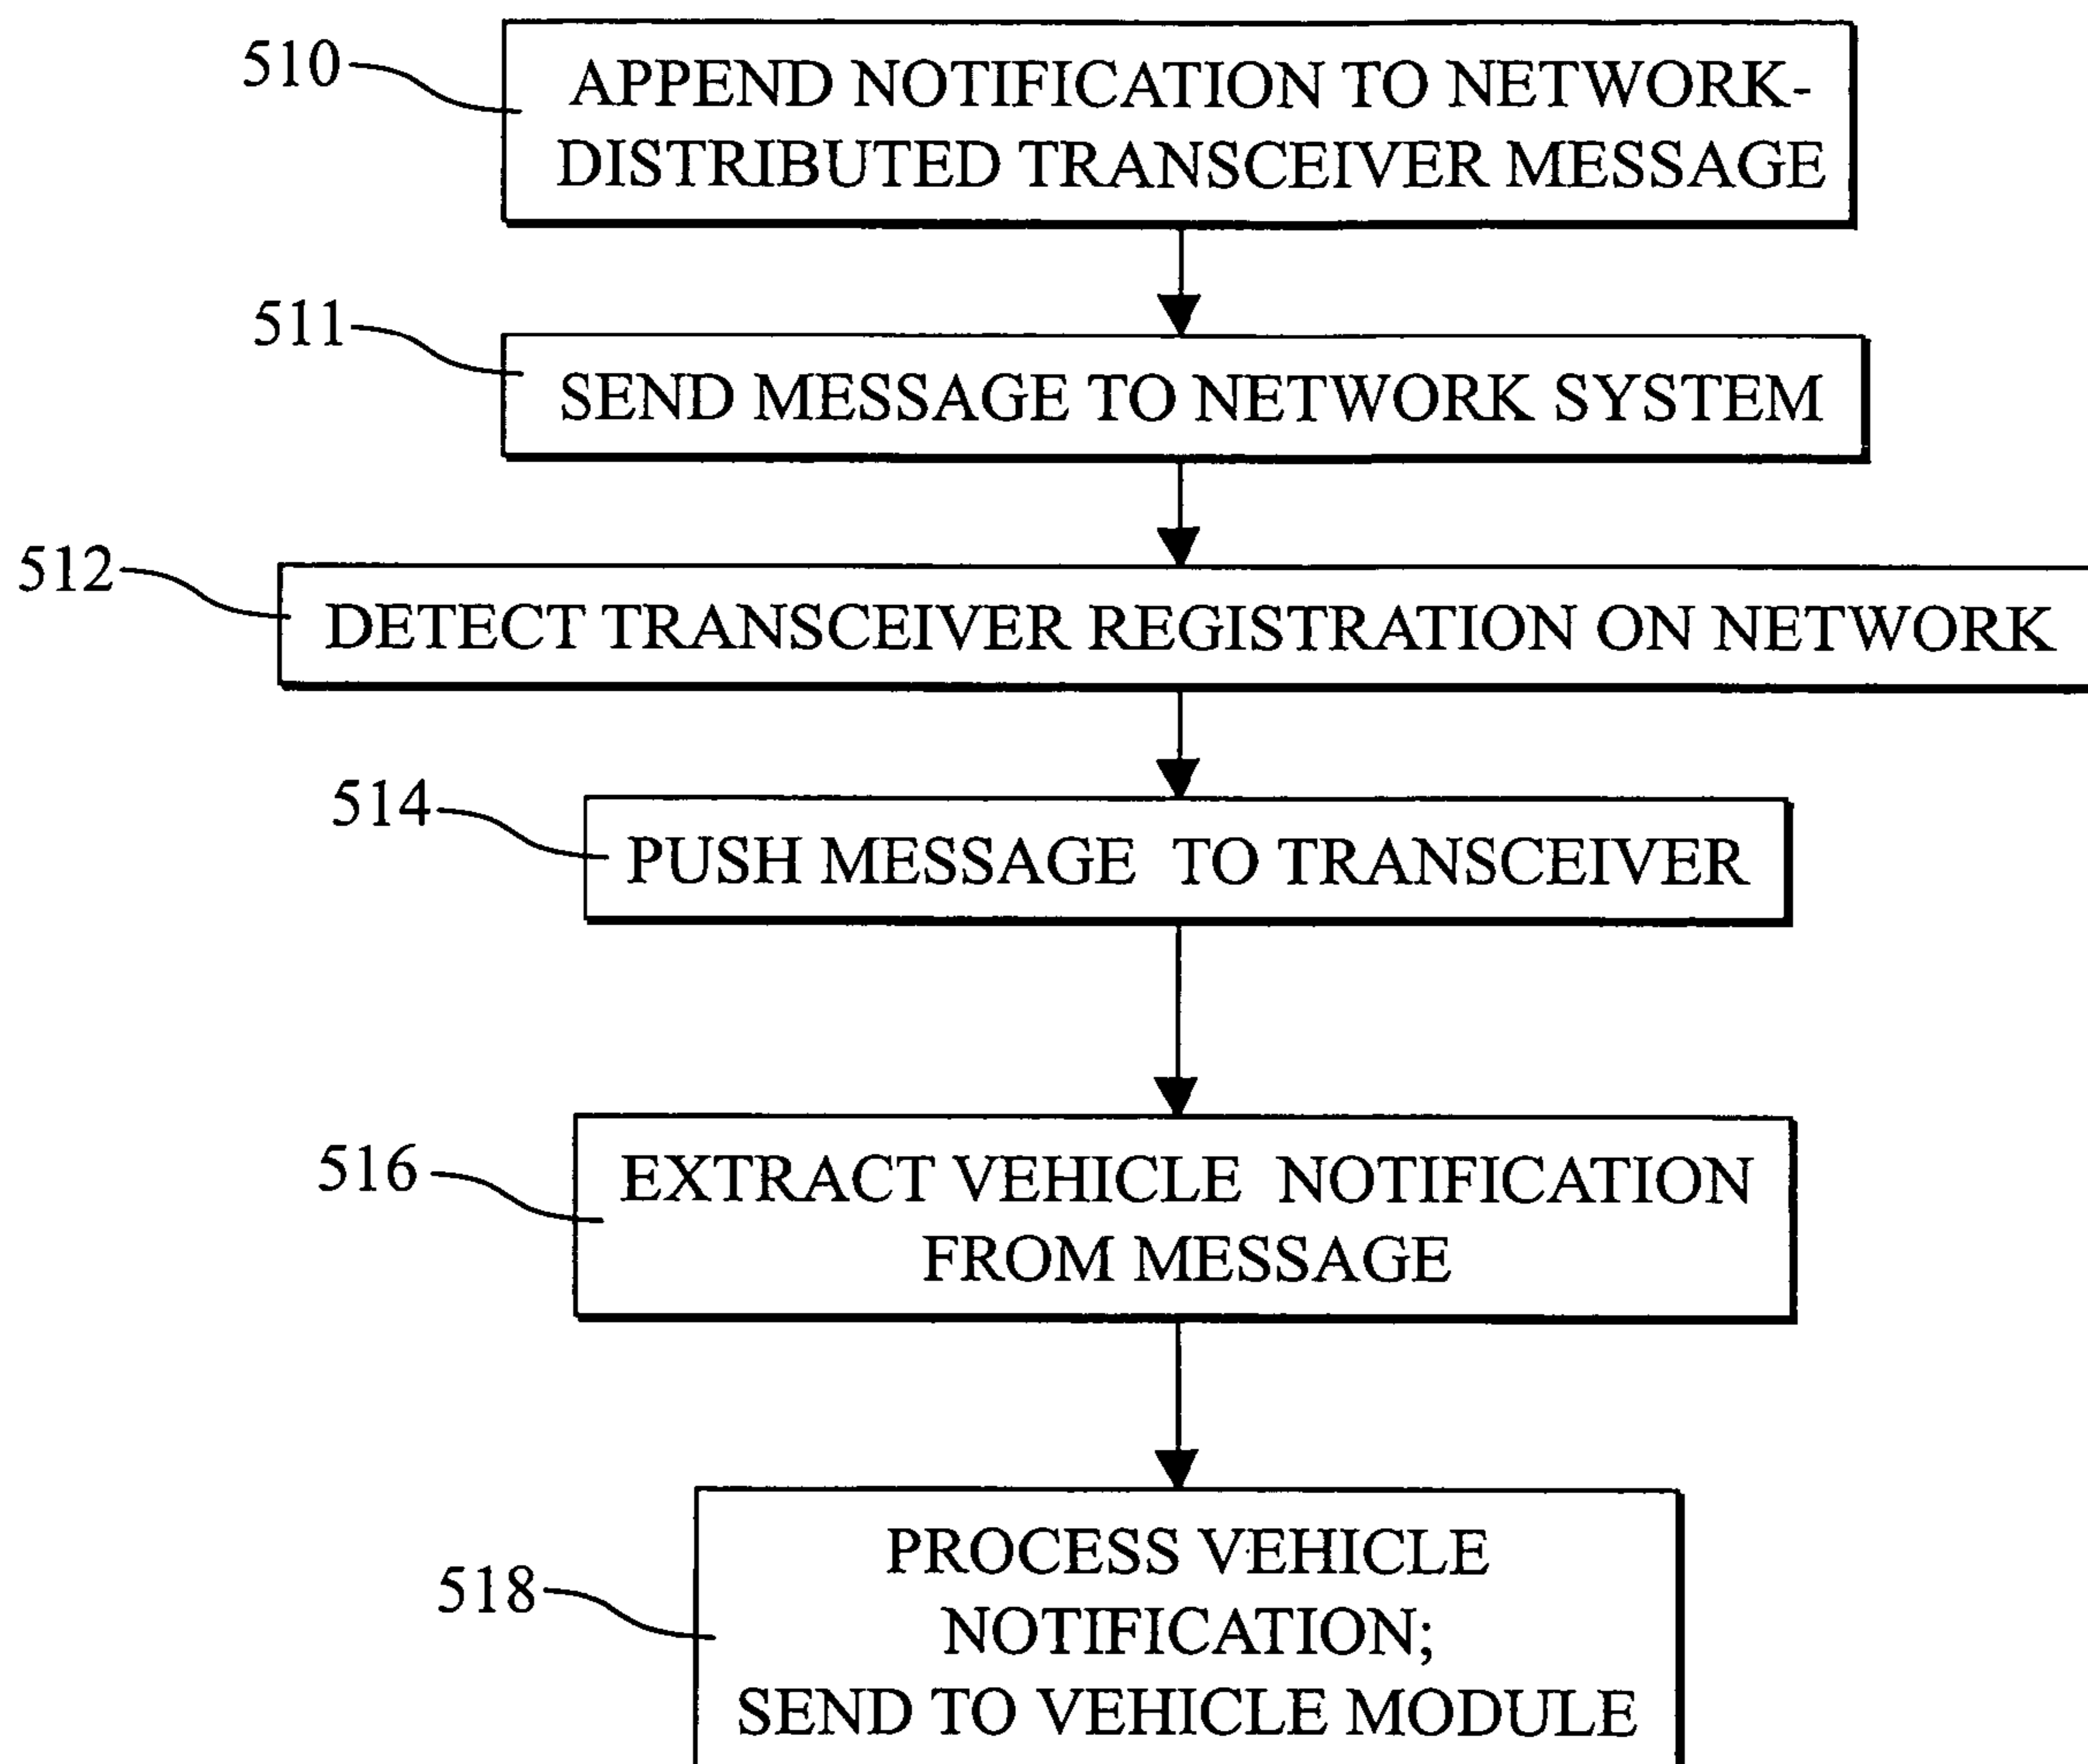 510
APPEND NOTIFICATION TO NETWORK-
DISTRIBUTED TRANSCEIVER MESSAGE
511
SEND MESSAGE TO NETWORK SYSTEM
512
DETECT TRANSCEIVER REGISTRATION ON NETWORK
514
PUSH MESSAGE TO TRANSCEIVER
516
EXTRACT VEHICLE NOTIFICATION
FROM MESSAGE
518
PROCESS VEHICLE
NOTIFICATION;
SEND TO VEHICLE MODULE